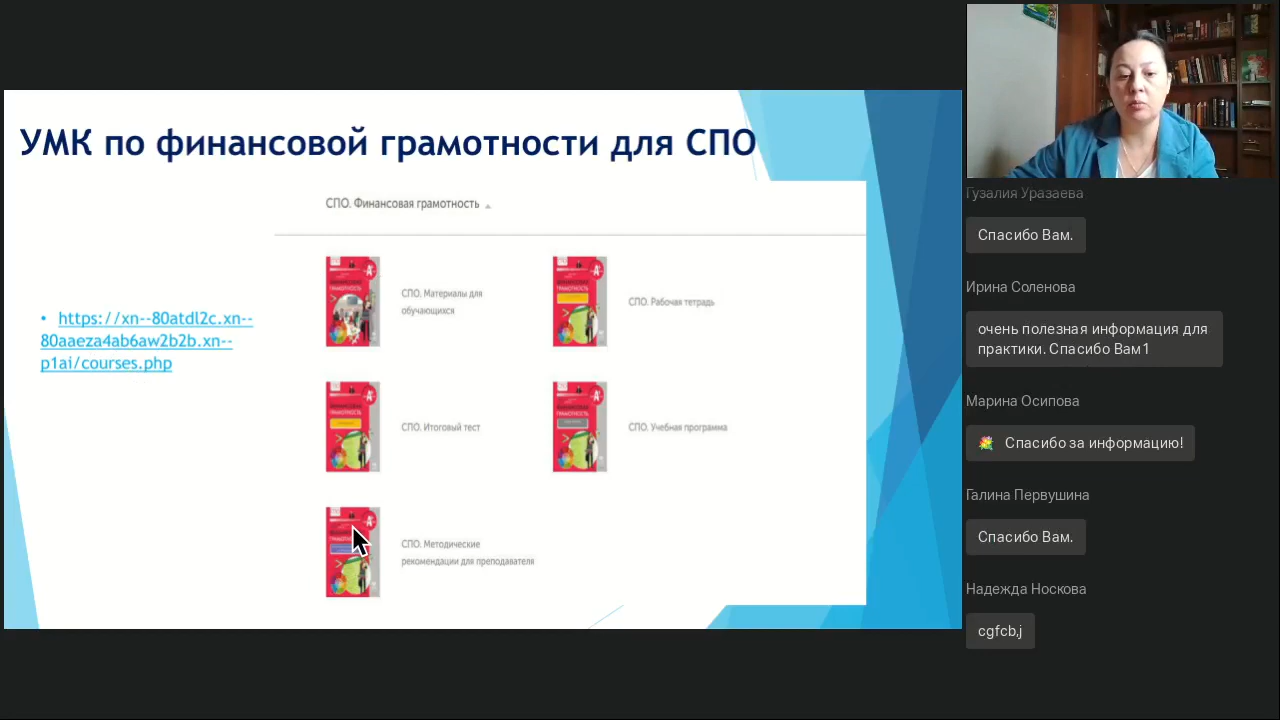 УМК по финансовой грамотности для СПО
СПО. Финансовая грамотность
• https://xn--80atdl2c.xn--
80aaeza4ab6aw2b2b.xn--
p1ai/courses.php
СПО. Материалы для
обучающихся
СПО. Рабочая тетрадь
СПО. Итоговый тест
СПО. Учебная программа
СПО. Методические
рекомендации для преподавателя
Гузалия Уразаева
Спасибо Вам.
Ирина Соленова
очень полезная информация для
практики. Спасибо Вам1
Марина Осипова
💐 Спасибо за информацию!
Галина Первушина
Спасибо Вам.
Надежда Носкова
cgfcb,j